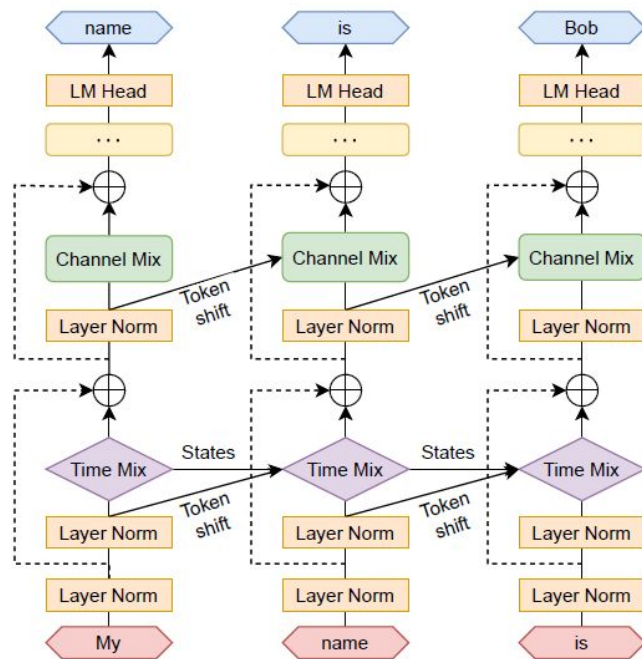 name is Bob
LM Head LM Head LM Head
... ... ...
Channel Mix Channel Mix Channel Mix
Token shift Token shift
Layer Norm Layer Norm Layer Norm
States States
Time Mix Time Mix Time Mix
Token shift Token shift
Layer Norm Layer Norm Layer Norm
Layer Norm Layer Norm Layer Norm
My name is